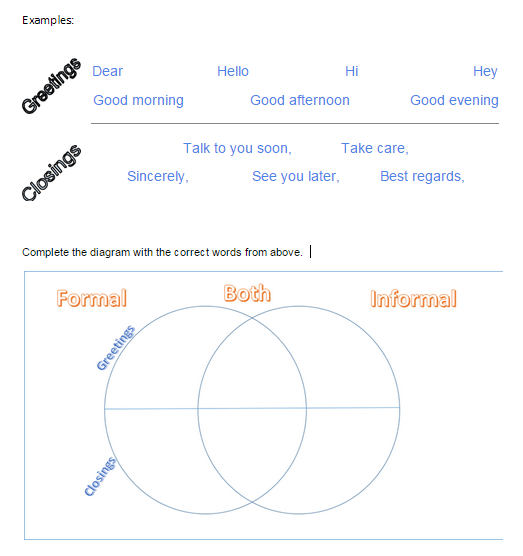 Examples:
Greetings
Dear Hello Hi Hey
Good morning Good afternoon Good evening
Closings
Talk to you soon, Take care,
Sincerely, See you later, Best regards,
Complete the diagram with the correct words from above.
Formal Both Informal
Greetings
Closings